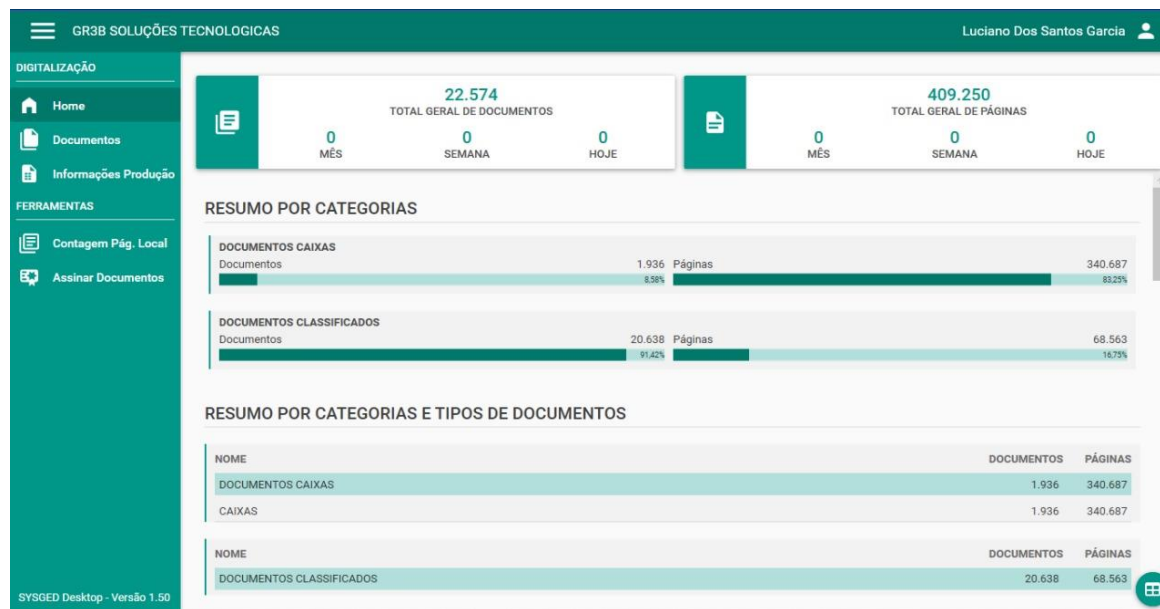 GR3B SOLUÇÕES TECNOLOGICAS
Luciano Dos Santos Garcia
DIGITALIZAÇÃO
Home
Documentos
Informações Produção
FERRAMENTAS
Contagem Pág. Local
Assinar Documentos
SYSGED Desktop - Versão 1.50
22.574
TOTAL GERAL DE DOCUMENTOS
0 0 0
MÊS SEMANA HOJE
409.250
TOTAL GERAL DE PÁGINAS
0 0 0
MÊS SEMANA HOJE
RESUMO POR CATEGORIAS
DOCUMENTOS CAIXAS
Documentos 1.936 Páginas 340.687
8,58% 83,25%
DOCUMENTOS CLASSIFICADOS
Documentos 20.638 Páginas 68.563
91,42% 16,75%
RESUMO POR CATEGORIAS E TIPOS DE DOCUMENTOS
NOME DOCUMENTOS PÁGINAS
DOCUMENTOS CAIXAS 1.936 340.687
CAIXAS 1.936 340.687
NOME DOCUMENTOS PÁGINAS
DOCUMENTOS CLASSIFICADOS 20.638 68.563